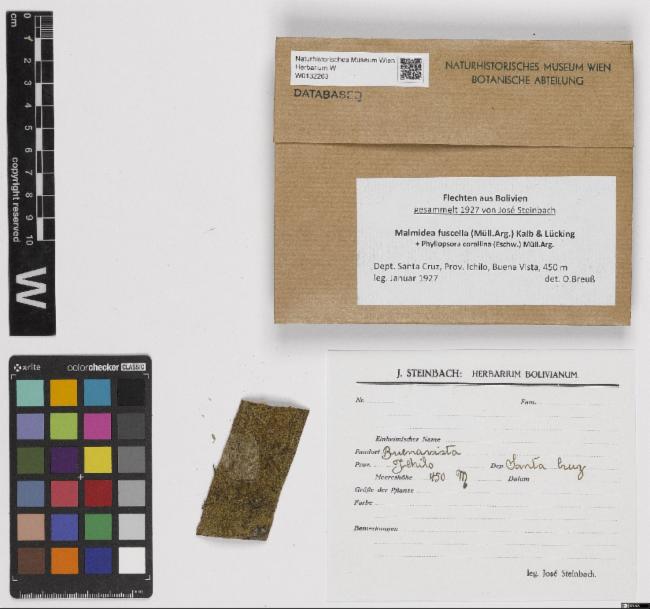 cm
0 1 2 3 4 5 6 7 8 9 10
copyright reserved
W
Naturhistorisches Museum Wien
Herbarium W
W0132263
DATABASED
NATURHISTORISCHES MUSEUM WIEN
BOTANISCHE ABTEILUNG
Flechten aus Bolivien
gesammelt 1927 von José Steinbach
Malmidea fuscella (Müll.Arg.) Kalb & Lücking
+ Phyllopsora corallina (Eschw.) Müll.Arg.
Dept. Santa Cruz, Prov. Ichilo, Buena Vista, 450 m
leg. Januar 1927 det. O.Breuß
x-rite colorchecker CLASSIC
J. STEINBACH: HERBARIUM BOLIVIANUM.
Nr. Fam.
Einheimischer Name
Fundort Buenavista
Prov. Ichilo Dep Santa Cruz
Meereshöhe 450 M Datum
Größe der Pflanze
Farbe
Bemerkungen
leg. José Steinbach.